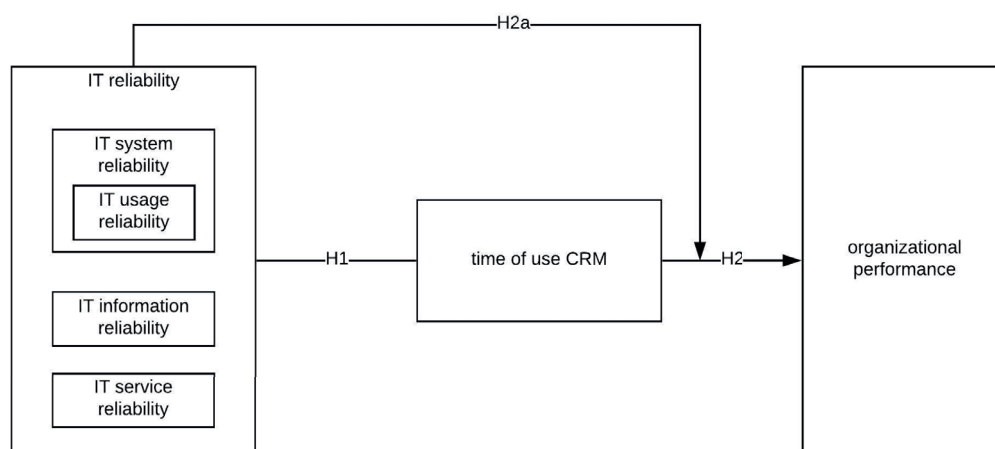 H2a
IT reliability
IT system
reliability
IT usage
reliability
H1
time of use CRM
H2
organizational
performance
IT information
reliability
IT service
reliability